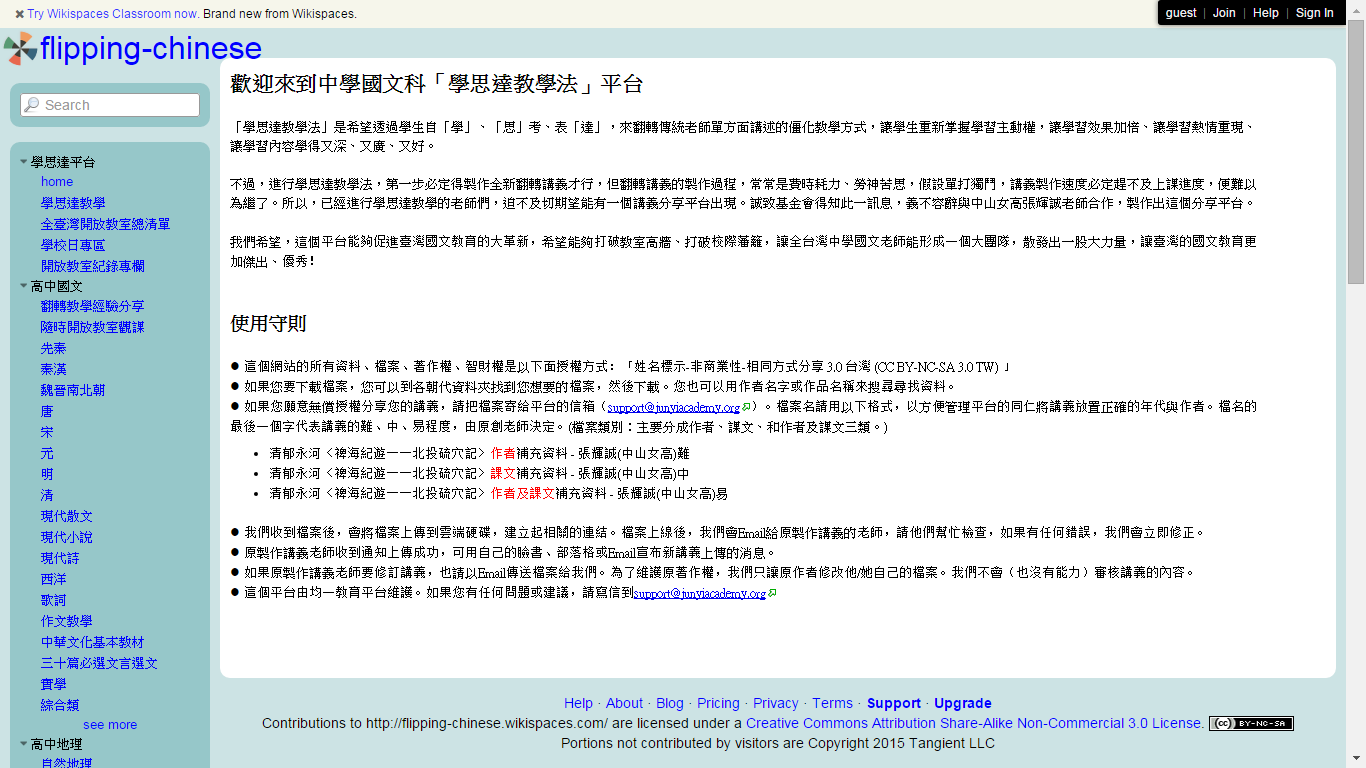 Try Wikispaces Classroom now. Brand new from Wikispaces.
guest | Join | Help | Sign In
flipping-chinese
Search
學思達平台
home
學思達教學
全臺灣開放教室總清單
學校日專區
開放教室紀錄專欄
高中國文
翻轉教學經驗分享
隨時開放教室觀課
先秦
秦漢
魏晉南北朝
唐
宋
元
明
清
現代散文
現代小說
現代詩
西洋
歌詞
作文教學
中華文化基本教材
三十篇必選文言選文
實學
綜合類
see more
高中地理
自然地理
歡迎來到中學國文科「學思達教學法」平台
「學思達教學法」是希望透過學生自「學」、「思」考、表「達」，來翻轉傳統老師單方面講述的僵化教學方式，讓學生重新掌握學習主動權，讓學習效果加倍、讓學習熱情重現、
讓學習內容學得又深、又廣、又好。
不過，進行學思達教學法，第一步必定得製作全新翻轉講義才行，但翻轉講義的製作過程，常常是費時耗力、勞神苦思，假設單打獨鬥，講義製作速度必定趕不及上課進度，便難以
為繼了。所以，已經進行學思達教學的老師們，迫不及切期望能有一個講義分享平台出現。誠致基金會得知此一訊息，義不容辭與中山女高張輝誠老師合作，製作出這個分享平台。
我們希望，這個平台能夠促進臺灣國文教育的大革新，希望能夠打破教室高牆、打破校際藩籬，讓全台灣中學國文老師能形成一個大團隊，散發出一股大力量，讓臺灣的國文教育更
加傑出、優秀！
使用守則
● 這個網站的所有資料、檔案、著作權、智財權是以下面授權方式：「姓名標示-非商業性-相同方式分享 3.0 台灣 (CC BY-NC-SA 3.0 TW) 」
● 如果您要下載檔案，您可以到各朝代資料夾找到您想要的檔案，然後下載。您也可以用作者名字或作品名稱來搜尋尋找資料。
● 如果您願意無償授權分享您的講義，請把檔案寄給平台的信箱（support@junyiacademy.org）。檔案名請用以下格式，以方便管理平台的同仁將講義放置正確的年代與作者。檔名的
最後一個字代表講義的難、中、易程度，由原創老師決定。(檔案類別：主要分成作者、課文、和作者及課文三類。)
• 清郁永河〈裨海紀遊——北投硫穴記〉作者補充資料 - 張輝誠(中山女高)難
• 清郁永河〈裨海紀遊——北投硫穴記〉課文補充資料 - 張輝誠(中山女高)中
• 清郁永河〈裨海紀遊——北投硫穴記〉作者及課文補充資料 - 張輝誠(中山女高)易
● 我們收到檔案後，會將檔案上傳到雲端硬碟，建立起相關的連結。檔案上線後，我們會Email給原製作講義的老師，請他們幫忙檢查，如果有任何錯誤，我們會立即修正。
● 原製作講義老師收到通知上傳成功，可用自己的臉書、部落格或Email宣布新講義上傳的消息。
● 如果原製作講義老師要修訂講義，也請以Email傳送檔案給我們。為了維護原著作權，我們只讓原作者修改他/她自己的檔案。我們不會（也沒有能力）審核講義的內容。
● 這個平台由均一教育平台維護。如果您有任何問題或建議，請寫信到support@junyiacademy.org
Help · About · Blog · Pricing · Privacy · Terms · Support · Upgrade
Contributions to http://flipping-chinese.wikispaces.com/ are licensed under a Creative Commons Attribution Share-Alike Non-Commercial 3.0 License. (cc) BY-NC-SA
Portions not contributed by visitors are Copyright 2015 Tangient LLC